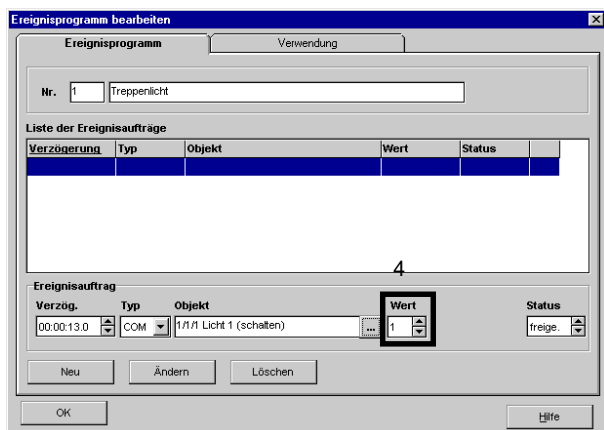 Ereignisprogramm bearbeiten
Ereignisprogramm Verwendung
Nr. 1 Treppenlicht
Liste der Ereignisaufträge
Verzögerung Typ Objekt Wert Status
4
Ereignisauftrag
Verzög. Typ Objekt Wert Status
00:00:13.0 COM 1/1/1 Licht 1 (schalten) ... 1 freige.
Neu Ändern Löschen
OK Hilfe